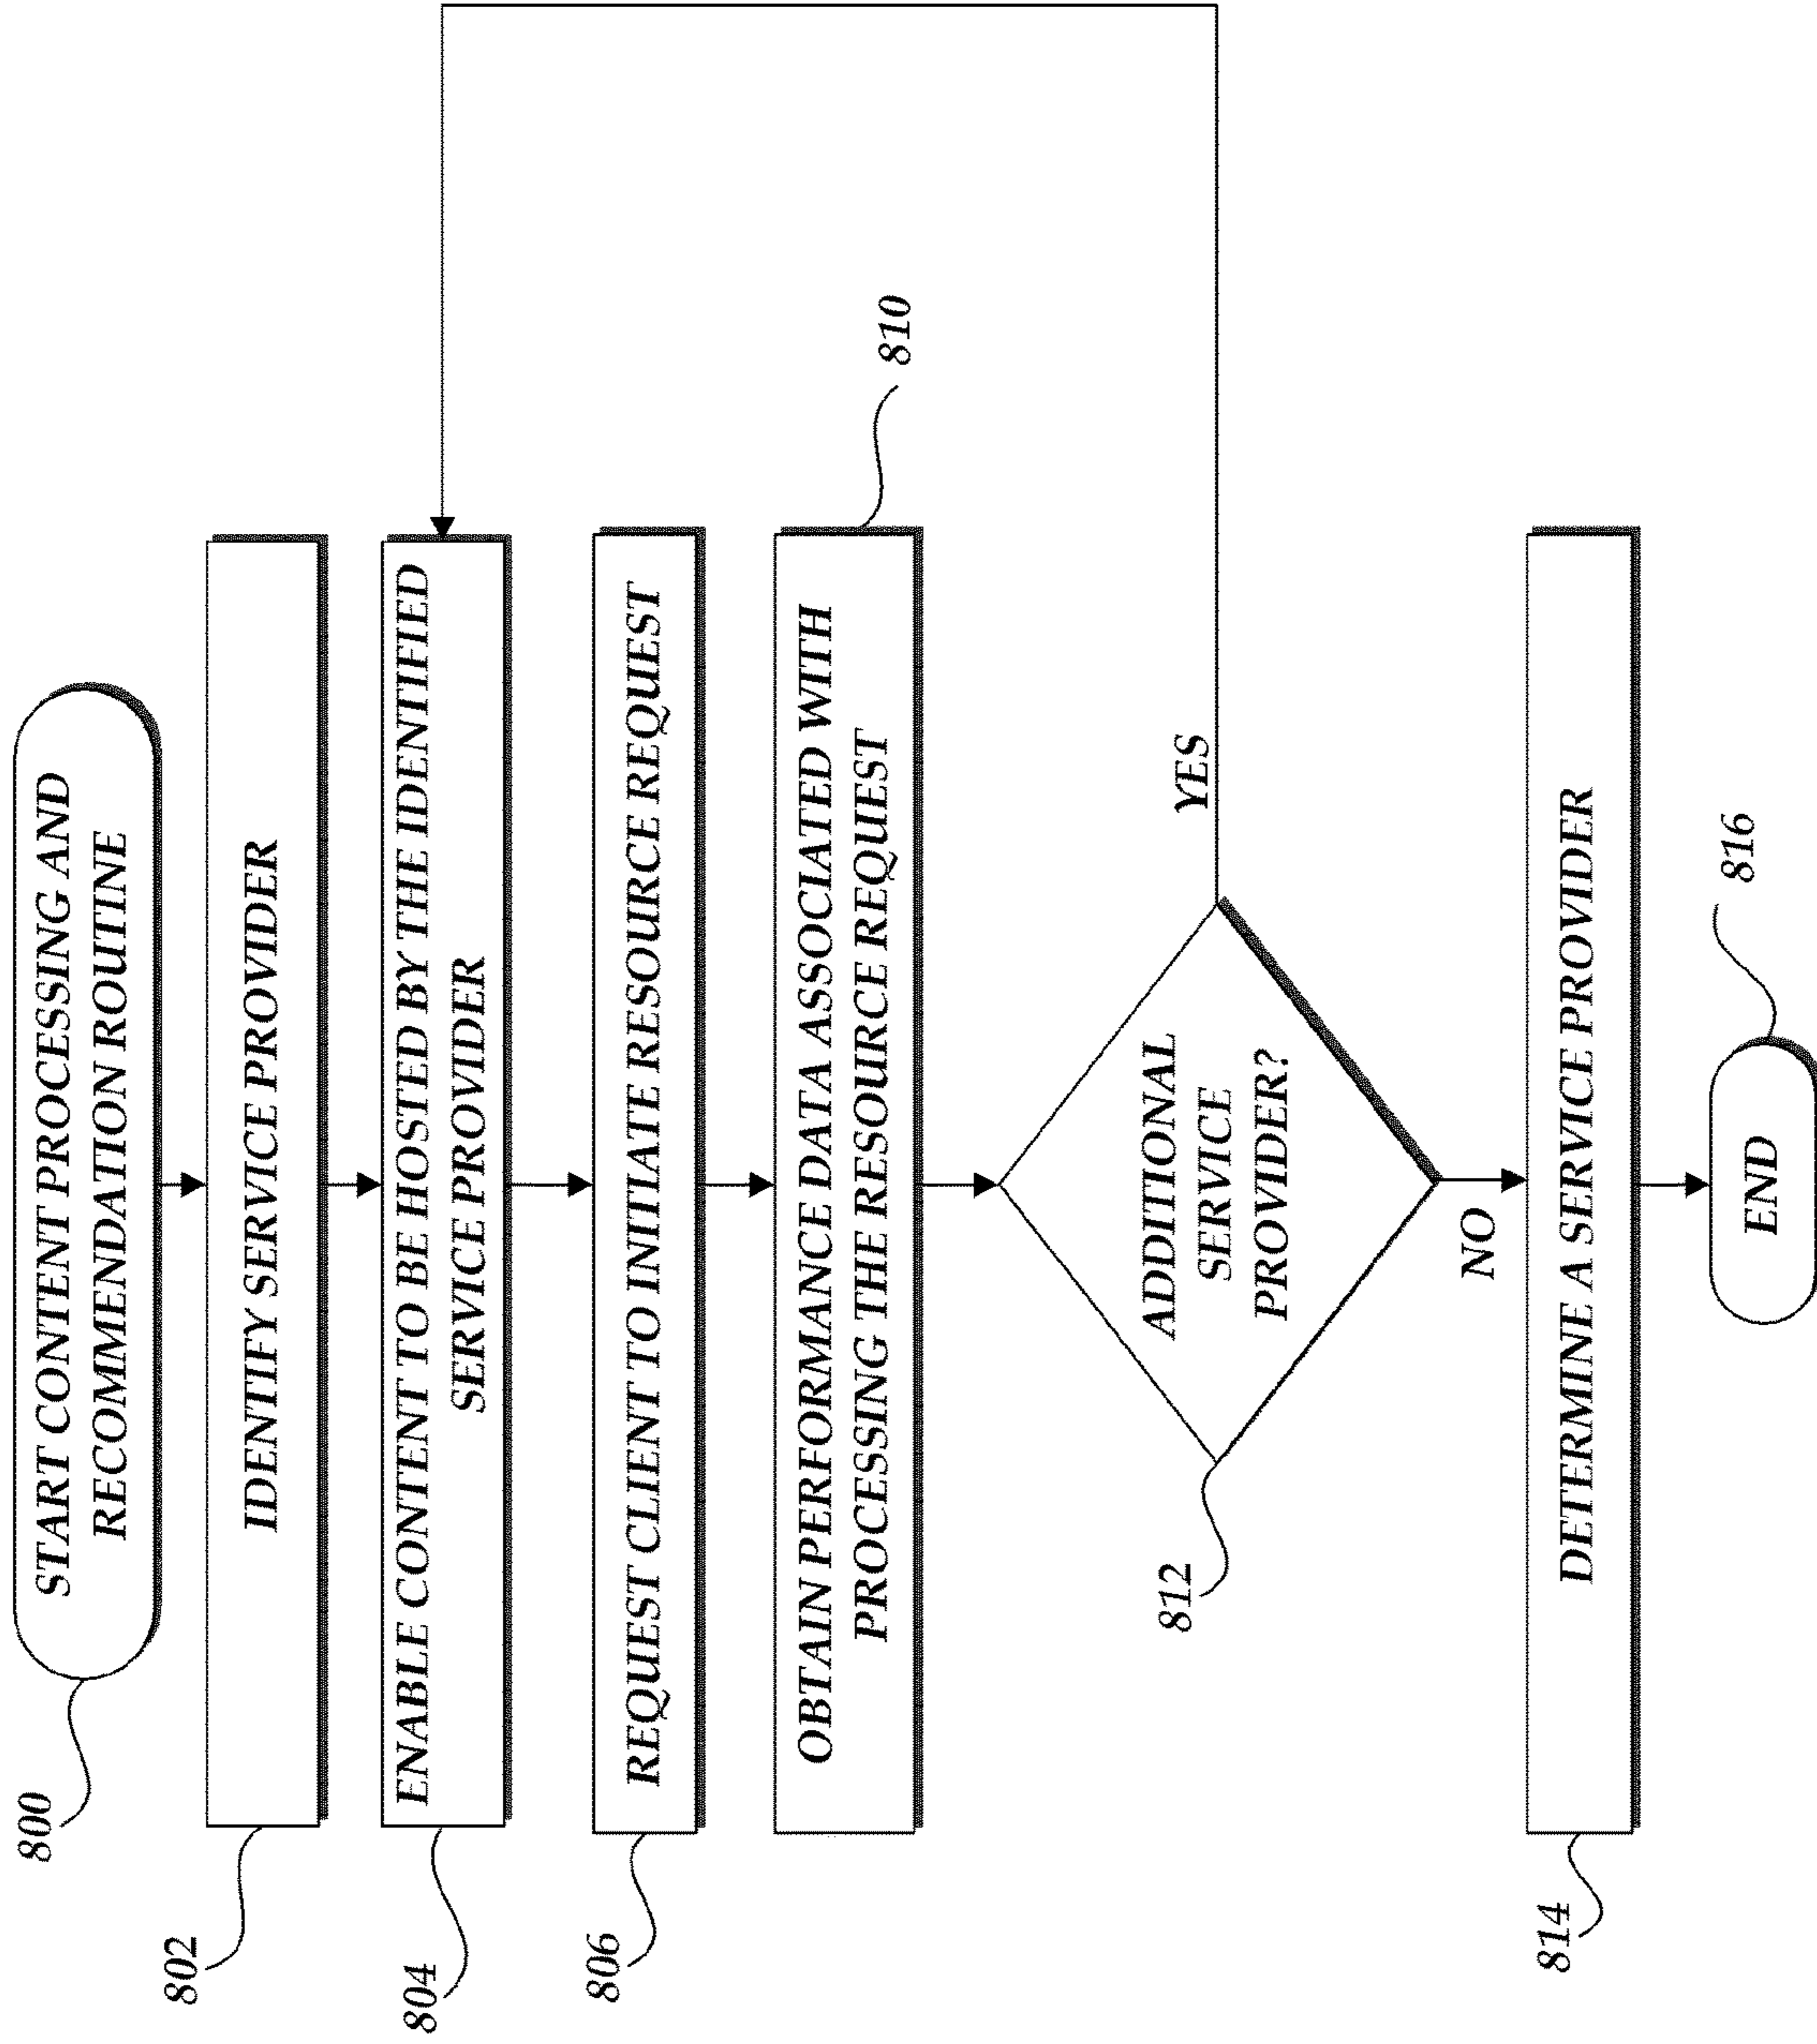 800
START CONTENT PROCESSING AND
RECOMMENDATION ROUTINE
802
IDENTIFY SERVICE PROVIDER
804
ENABLE CONTENT TO BE HOSTED BY THE IDENTIFIED
SERVICE PROVIDER
806
REQUEST CLIENT TO INITIATE RESOURCE REQUEST
OBTAIN PERFORMANCE DATA ASSOCIATED WITH
PROCESSING THE RESOURCE REQUEST
810
812
ADDITIONAL
SERVICE
PROVIDER?
YES
NO
814
DETERMINE A SERVICE PROVIDER
END
816